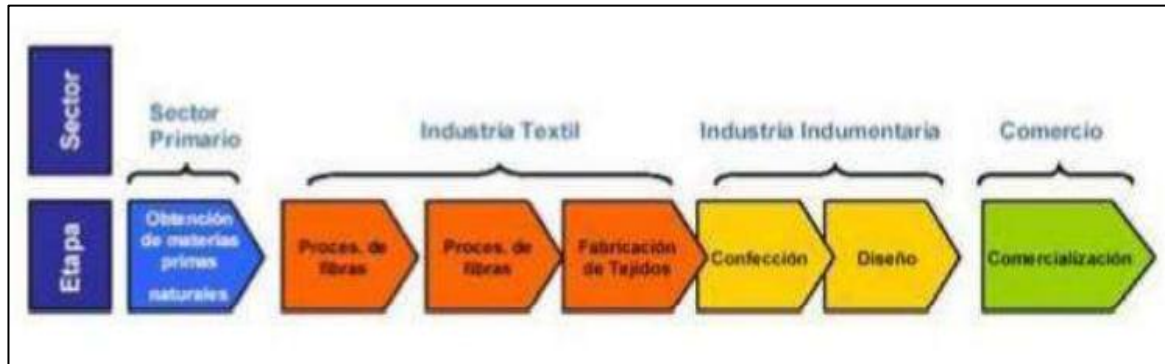 Sector
Sector
Primario
Industria Textil
Industria Indumentaria
Comercio
Etapa
Obtención
de materias
primas
naturales
Proces. de
fibras
Proces. de
fibras
Fabricación
de Tejidos
Confección
Diseño
Comercialización